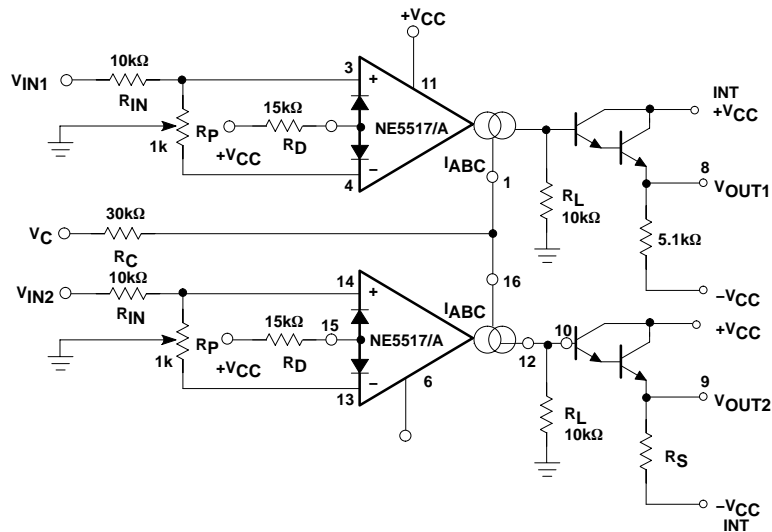 +VCC
VIN1
10kΩ
RIN
3
+
11
INT
+VCC
15kΩ
RP
+VCC
RD
NE5517/A
1k
4
−
IABC
1
8
VOUT1
RL
10kΩ
5.1kΩ
30kΩ
VC
RC
−VCC
16
VIN2
10kΩ
RIN
14
+
IABC
+VCC
15kΩ
15
RP
+VCC
RD
NE5517/A
12
10
1k
13
−
6
9
VOUT2
RL
10kΩ
RS
−VCC
INT